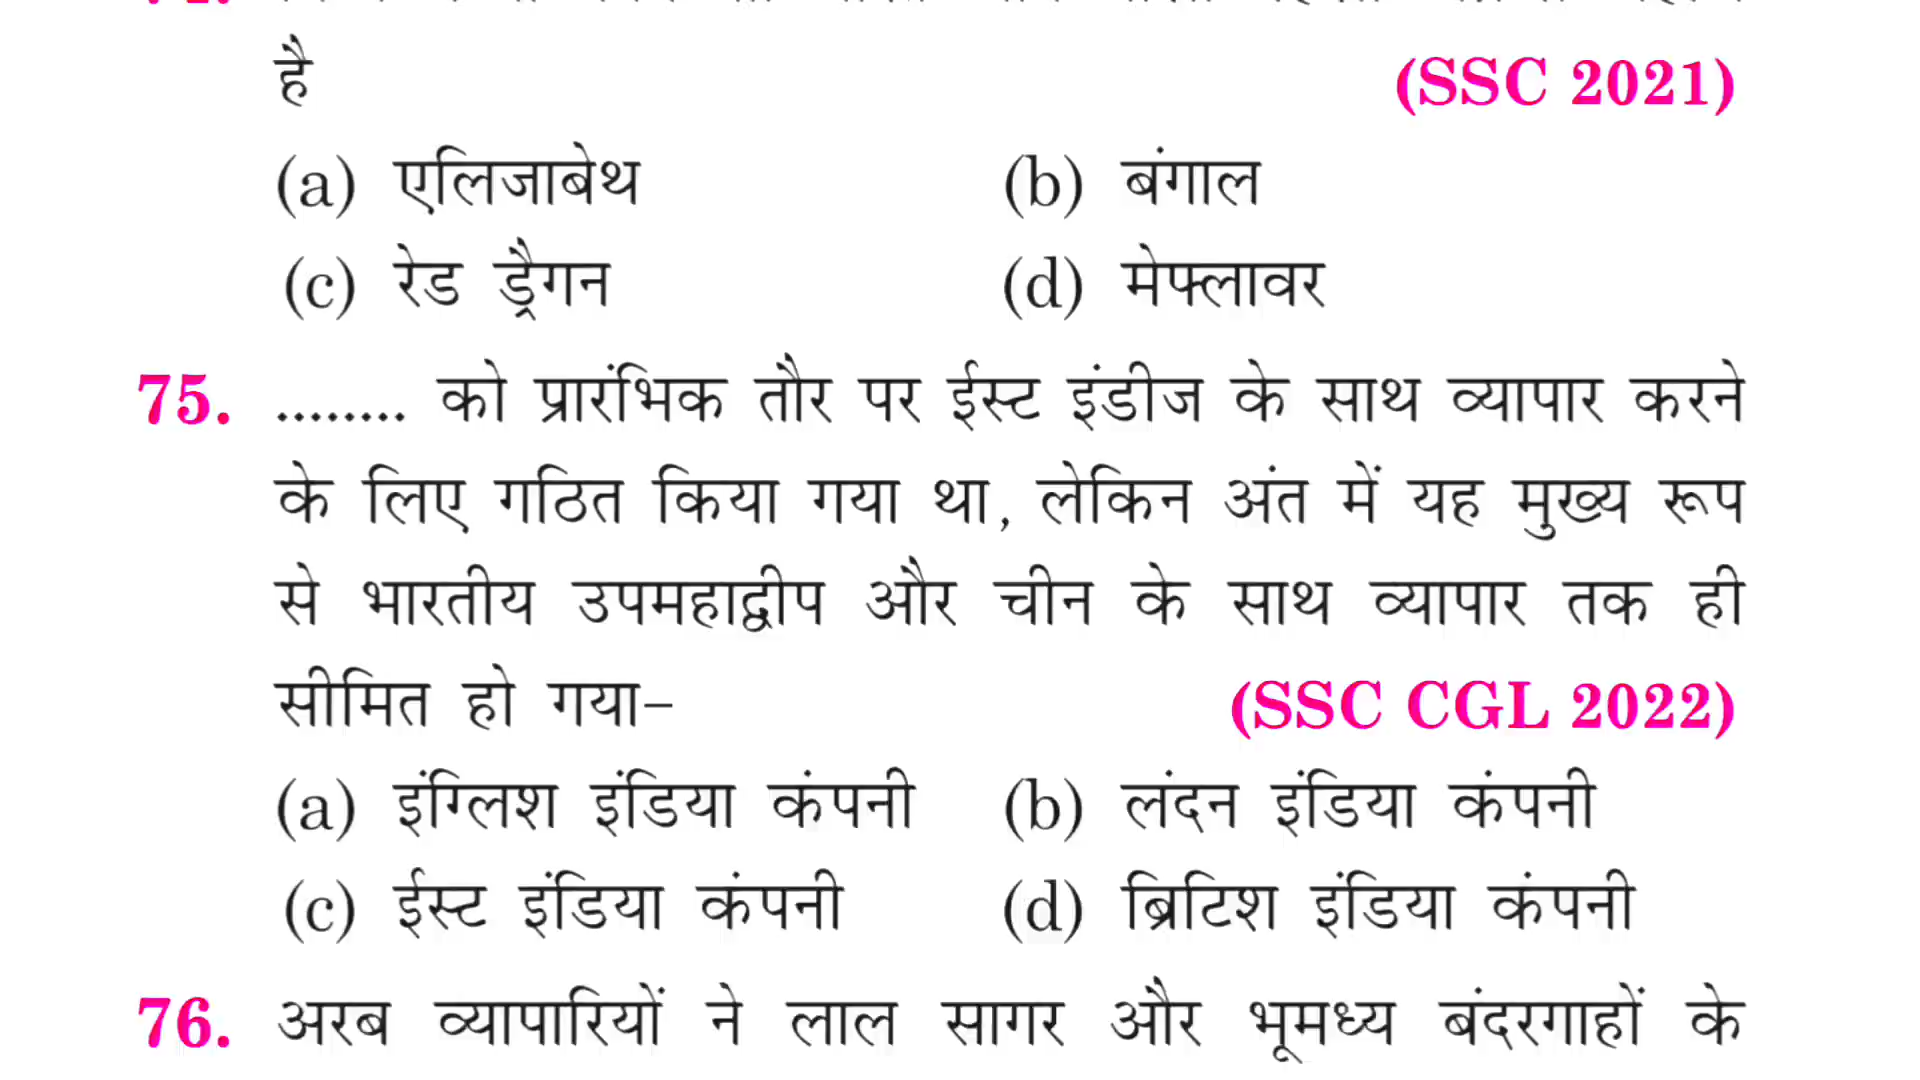 है (SSC 2021)
(a) एलिजाबेथ (b) बंगाल
(c) रेड ड्रैगन (d) मेफ्लावर
75. ........ को प्रारंभिक तौर पर ईस्ट इंडीज के साथ व्यापार करने
के लिए गठित किया गया था, लेकिन अंत में यह मुख्य रूप
से भारतीय उपमहाद्वीप और चीन के साथ व्यापार तक ही
सीमित हो गया– (SSC CGL 2022)
(a) इंग्लिश इंडिया कंपनी (b) लंदन इंडिया कंपनी
(c) ईस्ट इंडिया कंपनी (d) ब्रिटिश इंडिया कंपनी
76. अरब व्यापारियों ने लाल सागर और भूमध्य बंदरगाहों के